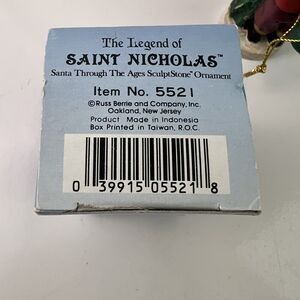 The Legend of
SAINT NICHOLAS™
Santa Through The Ages SculptStone™ Ornament
Item No. 5521
©Russ Berrie and Company, Inc.
Oakland, New Jersey
Product Made in Indonesia
Box Printed in Taiwan, R.O.C.
0 39915 05521 8